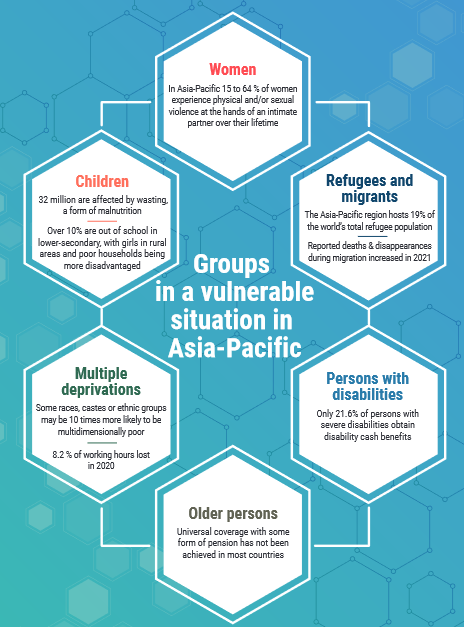 Women
In Asia-Pacific 15 to 64 % of women
experience physical and/or sexual
violence at the hands of an intimate
partner over their lifetime
Children
32 million are affected by wasting,
a form of malnutrition
Over 10% are out of school in
lower-secondary, with girls in rural
areas and poor households being
more disadvantaged
Refugees and
migrants
The Asia-Pacific region hosts 19% of
the world's total refugee population
Reported deaths & disappearances
during migration increased in 2021
Groups
in a vulnerable
situation in
Asia-Pacific
Multiple
deprivations
Some races, castes or ethnic groups
may be 10 times more likely to be
multidimensionally poor
8.2 % of working hours lost
in 2020
Persons with
disabilities
Only 21.6% of persons with
severe disabilities obtain
disability cash benefits
Older persons
Universal coverage with some
form of pension has not been
achieved in most countries